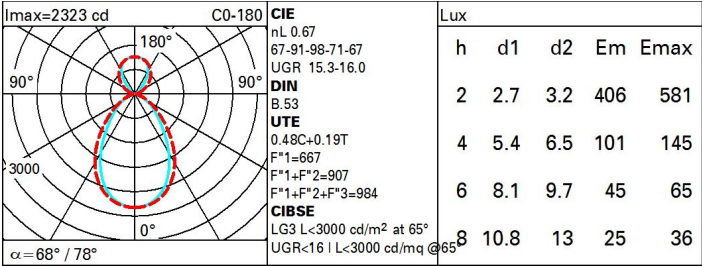 Imax=2323 cd C0-180
180°
90° 90°
3000
0°
α=68° / 78°
CIE
nL 0.67
67-91-98-71-67
UGR 15.3-16.0
DIN
B.53
UTE
0.48C+0.19T
F"1=667
F"1+F"2=907
F"1+F"2+F"3=984
CIBSE
LG3 L<3000 cd/m² at 65°
UGR<16 | L<3000 cd/mq @65°
Lux
h d1 d2 Em Emax
2 2.7 3.2 406 581
4 5.4 6.5 101 145
6 8.1 9.7 45 65
8 10.8 13 25 36